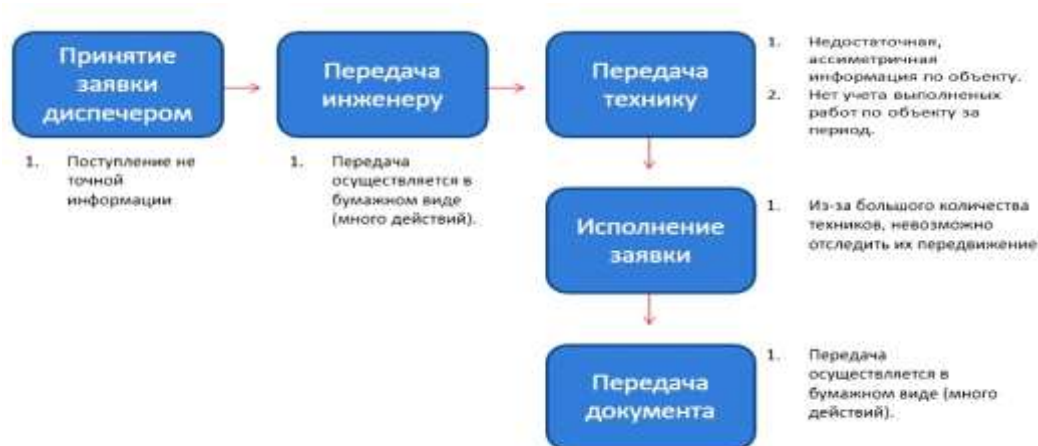 Принятие
заявки
диспечером
1. Поступление не
точной
информации
Передача
инженеру
1. Передача
осуществляется в
бумажном виде
(много действий).
Передача
технику
1. Недостаточная,
ассиметричная
информация по объекту.
2. Нет учета выполненых
работ по объекту за
период.
Исполнение
заявки
1. Из-за большого количества
техников, невозможно
отследить их передвижение
Передача
документа
1. Передача
осуществляется в
бумажном виде (много
действий).